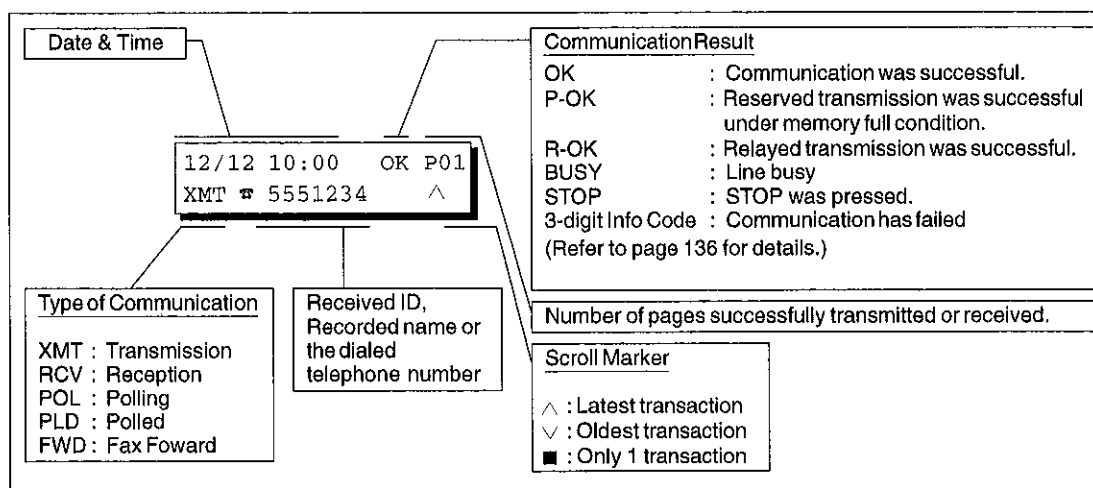 Date & Time
12/12 10:00 OK P01
XMT ☎ 5551234 ∧
Communication Result
OK : Communication was successful.
P-OK : Reserved transmission was successful
under memory full condition.
R-OK : Relayed transmission was successful.
BUSY : Line busy
STOP : STOP was pressed.
3-digit Info Code : Communication has failed
(Refer to page 136 for details.)
Type of Communication
XMT : Transmission
RCV : Reception
POL : Polling
PLD : Polled
FWD : Fax Foward
Received ID,
Recorded name or
the dialed
telephone number
Number of pages successfully transmitted or received.
Scroll Marker
∧ : Latest transaction
∨ : Oldest transaction
■ : Only 1 transaction